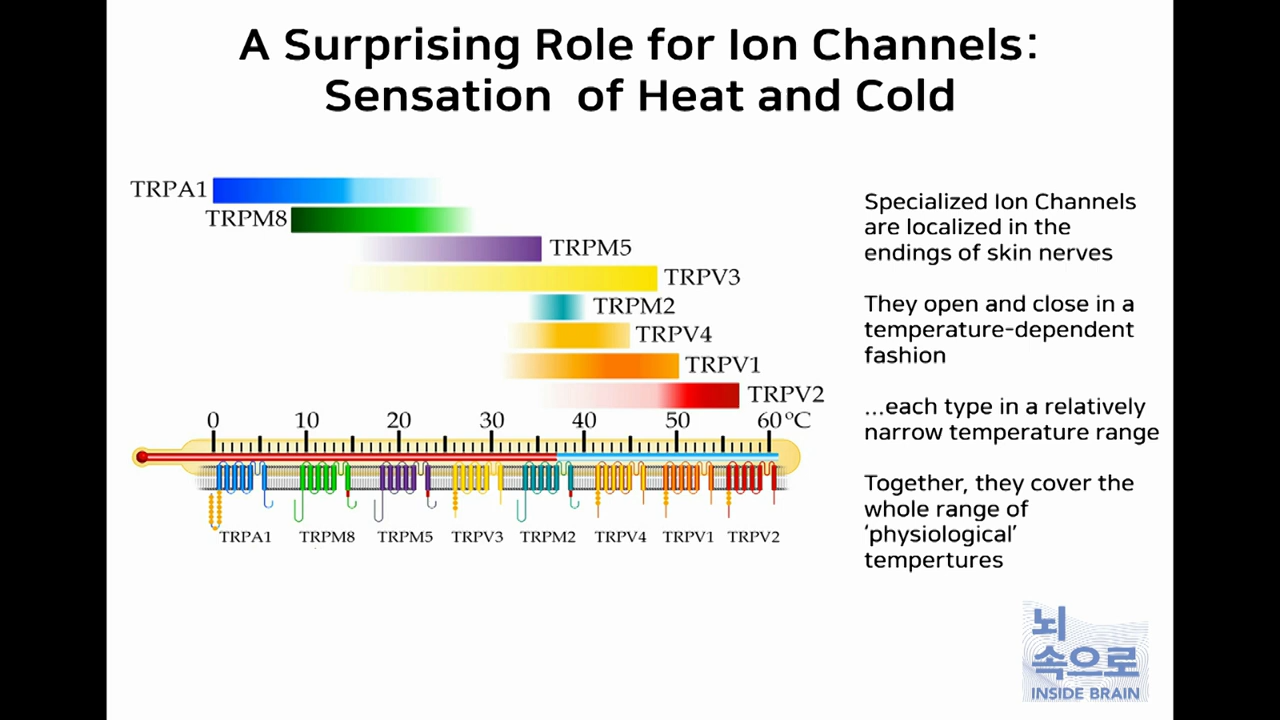 A Surprising Role for Ion Channels:
Sensation of Heat and Cold
TRPA1
TRPM8
TRPM5
TRPV3
TRPM2
TRPV4
TRPV1
TRPV2
0 10 20 30 40 50 60 ºC
TRPA1 TRPM8 TRPM5 TRPV3 TRPM2 TRPV4 TRPV1 TRPV2
Specialized Ion Channels
are localized in the
endings of skin nerves
They open and close in a
temperature-dependent
fashion
...each type in a relatively
narrow temperature range
Together, they cover the
whole range of
‘physiological’
tempertures
뇌
속으로
INSIDE BRAIN